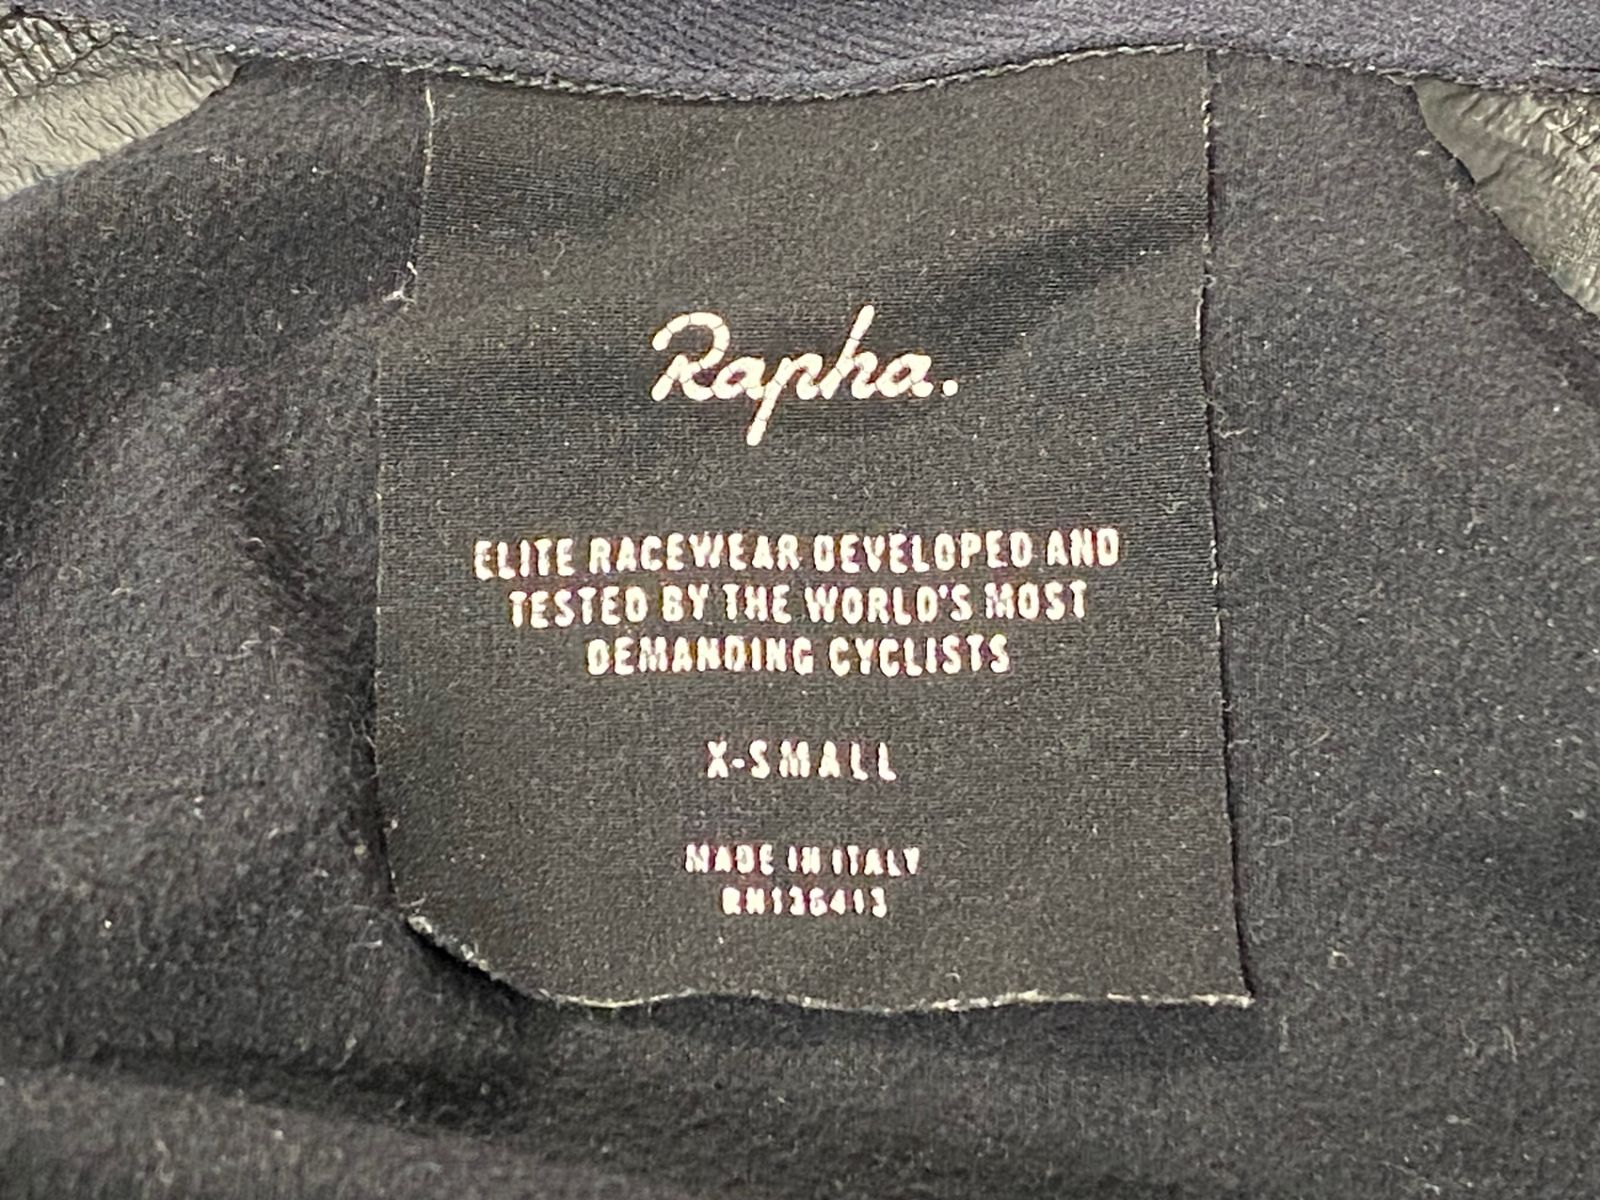 Rapha.
ELITE RACEWEAR DEVELOPED AND
TESTED BY THE WORLD'S MOST
DEMANDING CYCLISTS
X-SMALL
MADE IN ITALY
RN136413